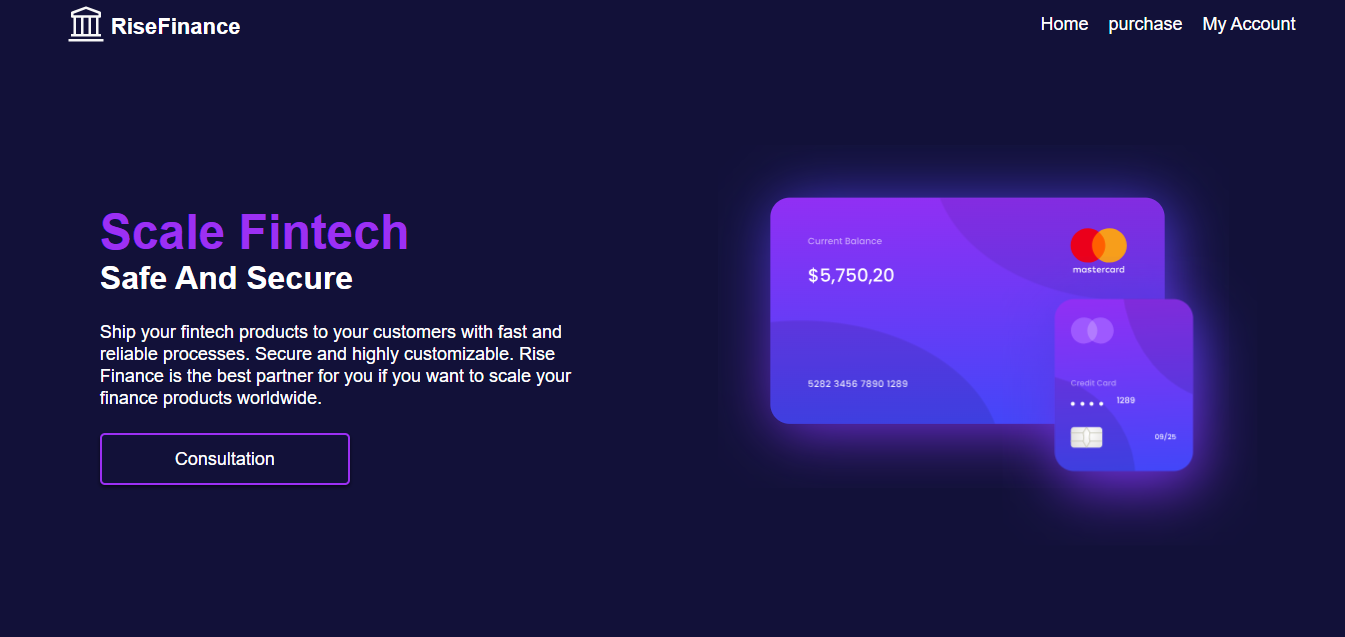 RiseFinance
Home purchase My Account
Scale Fintech
Safe And Secure
Ship your fintech products to your customers with fast and
reliable processes. Secure and highly customizable. Rise
Finance is the best partner for you if you want to scale your
finance products worldwide.
Consultation
Current Balance
$5,750,20
mastercard
5282 3456 7890 1289
Credit Card
1289
09/25